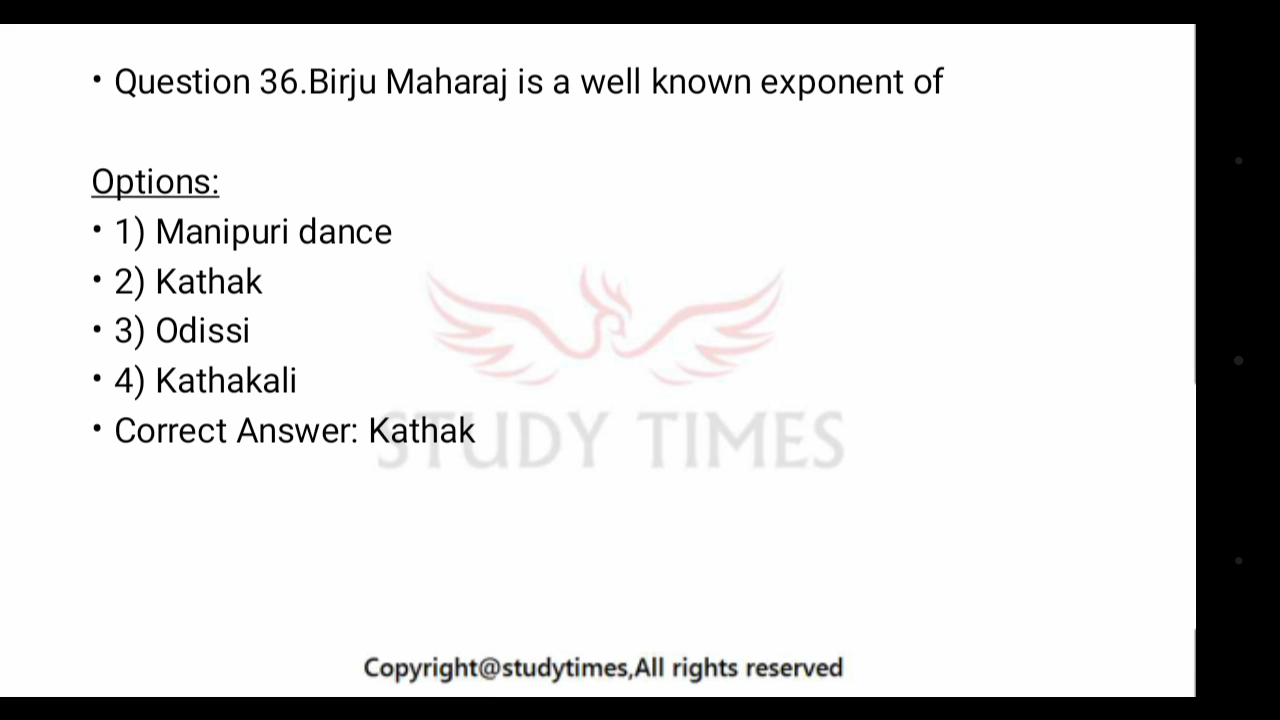 • Question 36.Birju Maharaj is a well known exponent of
Options:
• 1) Manipuri dance
• 2) Kathak
• 3) Odissi
• 4) Kathakali
• Correct Answer: Kathak
STUDY TIMES
Copyright@studytimes,All rights reserved